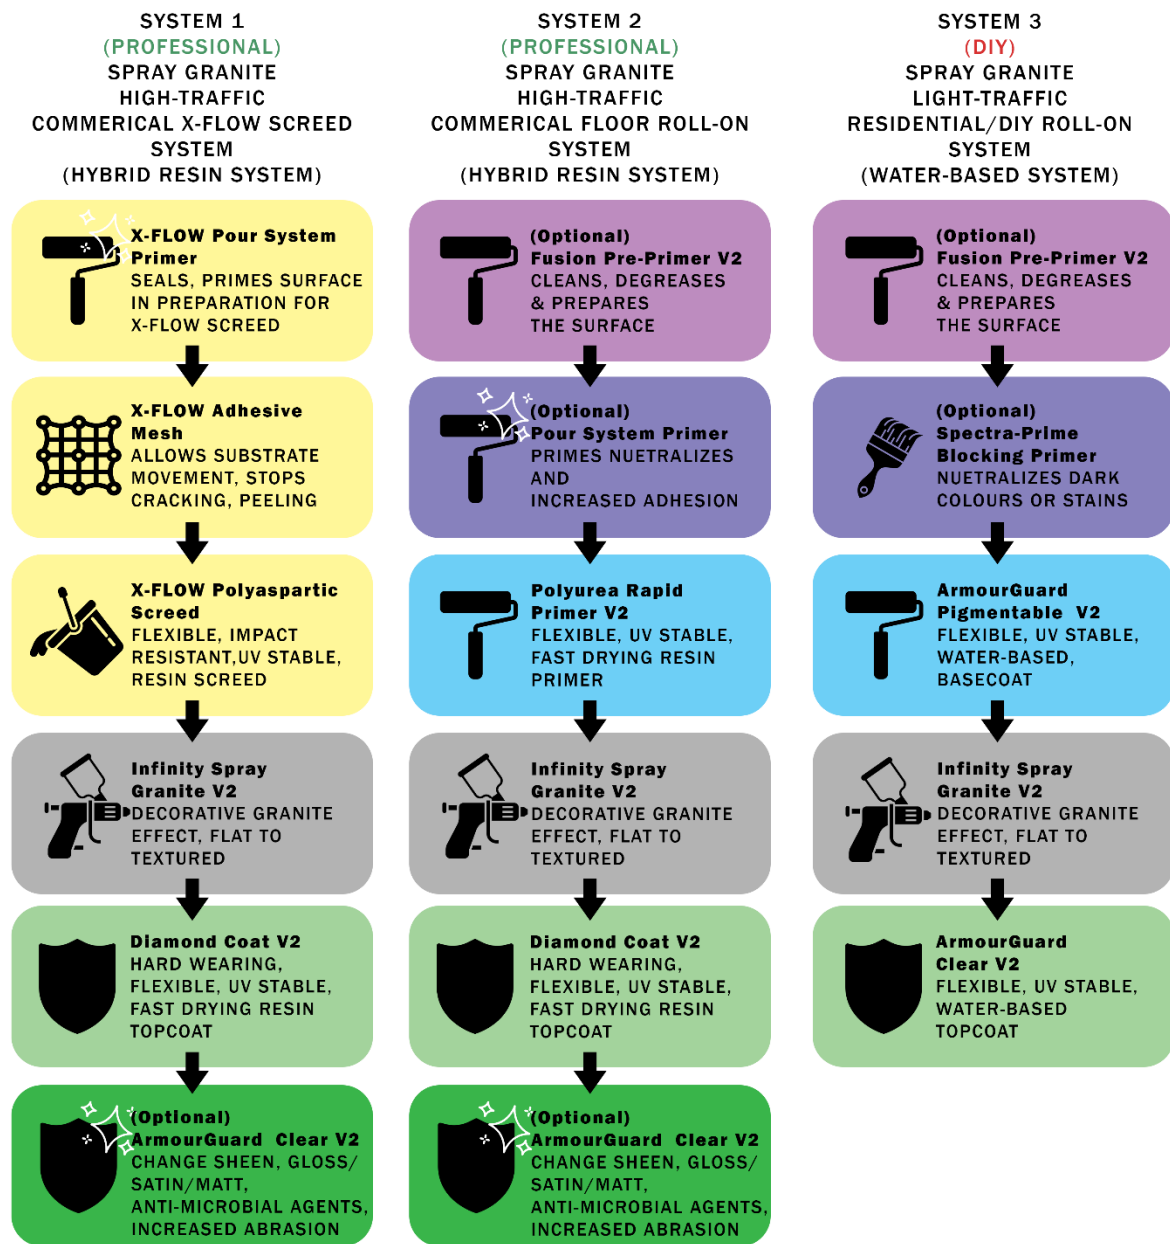 SYSTEM 1
(PROFESSIONAL)
SPRAY GRANITE
HIGH-TRAFFIC
COMMERICAL X-FLOW SCREED
SYSTEM
(HYBRID RESIN SYSTEM)
X-FLOW Pour System
Primer
SEALS, PRIMES SURFACE
IN PREPARATION FOR
X-FLOW SCREED
X-FLOW Adhesive
Mesh
ALLOWS SUBSTRATE
MOVEMENT, STOPS
CRACKING, PEELING
X-FLOW Polyaspartic
Screed
FLEXIBLE, IMPACT
RESISTANT,UV STABLE,
RESIN SCREED
Infinity Spray
Granite V2
DECORATIVE GRANITE
EFFECT, FLAT TO
TEXTURED
Diamond Coat V2
HARD WEARING,
FLEXIBLE, UV STABLE,
FAST DRYING RESIN
TOPCOAT
(Optional)
ArmourGuard Clear V2
CHANGE SHEEN, GLOSS/
SATIN/MATT,
ANTI-MICROBIAL AGENTS,
INCREASED ABRASION
SYSTEM 2
(PROFESSIONAL)
SPRAY GRANITE
HIGH-TRAFFIC
COMMERICAL FLOOR ROLL-ON
SYSTEM
(HYBRID RESIN SYSTEM)
(Optional)
Fusion Pre-Primer V2
CLEANS, DEGREASES
& PREPARES
THE SURFACE
(Optional)
Pour System Primer
PRIMES NUETRALIZES
AND
INCREASED ADHESION
Polyurea Rapid
Primer V2
FLEXIBLE, UV STABLE,
FAST DRYING RESIN
PRIMER
Infinity Spray
Granite V2
DECORATIVE GRANITE
EFFECT, FLAT TO
TEXTURED
Diamond Coat V2
HARD WEARING,
FLEXIBLE, UV STABLE,
FAST DRYING RESIN
TOPCOAT
(Optional)
ArmourGuard Clear V2
CHANGE SHEEN, GLOSS/
SATIN/MATT,
ANTI-MICROBIAL AGENTS,
INCREASED ABRASION
SYSTEM 3
(DIY)
SPRAY GRANITE
LIGHT-TRAFFIC
RESIDENTIAL/DIY ROLL-ON
SYSTEM
(WATER-BASED SYSTEM)
(Optional)
Fusion Pre-Primer V2
CLEANS, DEGREASES
& PREPARES
THE SURFACE
(Optional)
Spectra-Prime
Blocking Primer
NUETRALIZES DARK
COLOURS OR STAINS
ArmourGuard
Pigmentable V2
FLEXIBLE, UV STABLE,
WATER-BASED,
BASECOAT
Infinity Spray
Granite V2
DECORATIVE GRANITE
EFFECT, FLAT TO
TEXTURED
ArmourGuard
Clear V2
FLEXIBLE, UV STABLE,
WATER-BASED
TOPCOAT